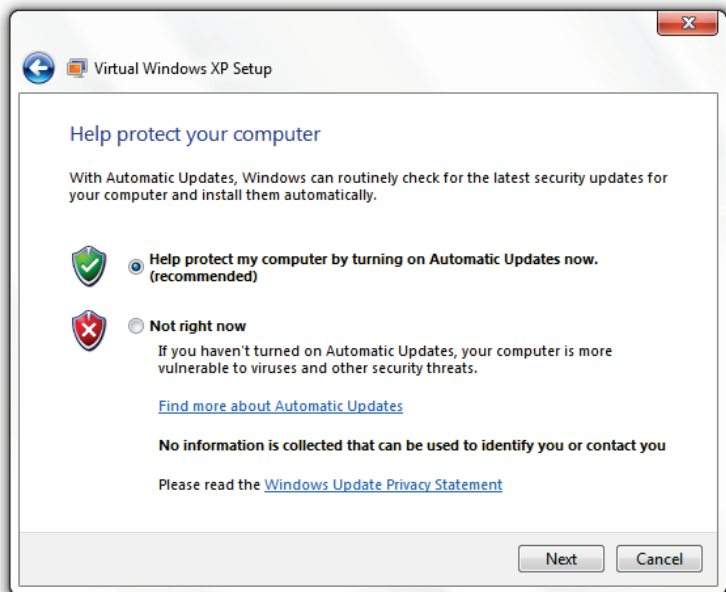 Virtual Windows XP Setup
Help protect your computer
With Automatic Updates, Windows can routinely check for the latest security updates for
your computer and install them automatically.
Help protect my computer by turning on Automatic Updates now.
(recommended)
Not right now
If you haven't turned on Automatic Updates, your computer is more
vulnerable to viruses and other security threats.
Find more about Automatic Updates
No information is collected that can be used to identify you or contact you
Please read the Windows Update Privacy Statement
Next Cancel